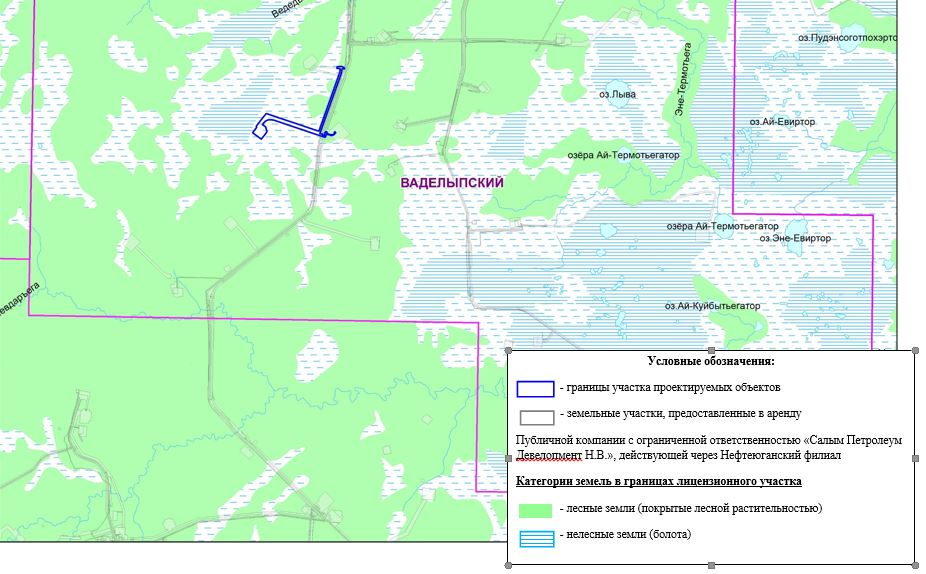 Ведедь
оз.Пудэнсоготпохэрто
оз.Лыва
Эне-Термотьега
оз.Ай-Евиртор
озёра Ай-Термотьегатор
ВАДЕЛЫПСКИЙ
озёра Ай-Термотьегатор
оз.Эне-Евиртор
евдаръега
оз.Ай-Куйбытьегатор
Условные обозначения:
- границы участка проектируемых объектов
- земельные участки, предоставленные в аренду
Публичной компании с ограниченной ответственностью «Салым Петролеум
Девелопмент Н.В.», действующей через Нефтеюганский филиал
Категории земель в границах лицензионного участка
- лесные земли (покрытые лесной растительностью)
- нелесные земли (болота)